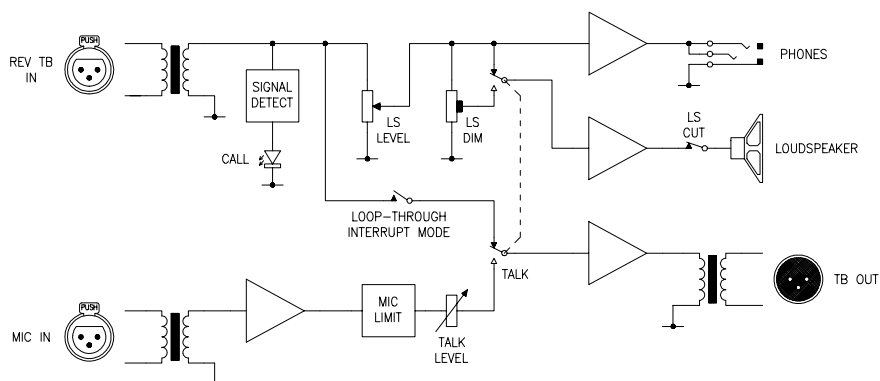 PUSH
REV TB
IN
SIGNAL
DETECT
CALL
LS
LEVEL
LS
DIM
PHONES
LS
CUT
LOUDSPEAKER
LOOP-THROUGH
INTERRUPT MODE
TALK
TB OUT
PUSH
MIC IN
MIC
LIMIT
TALK
LEVEL